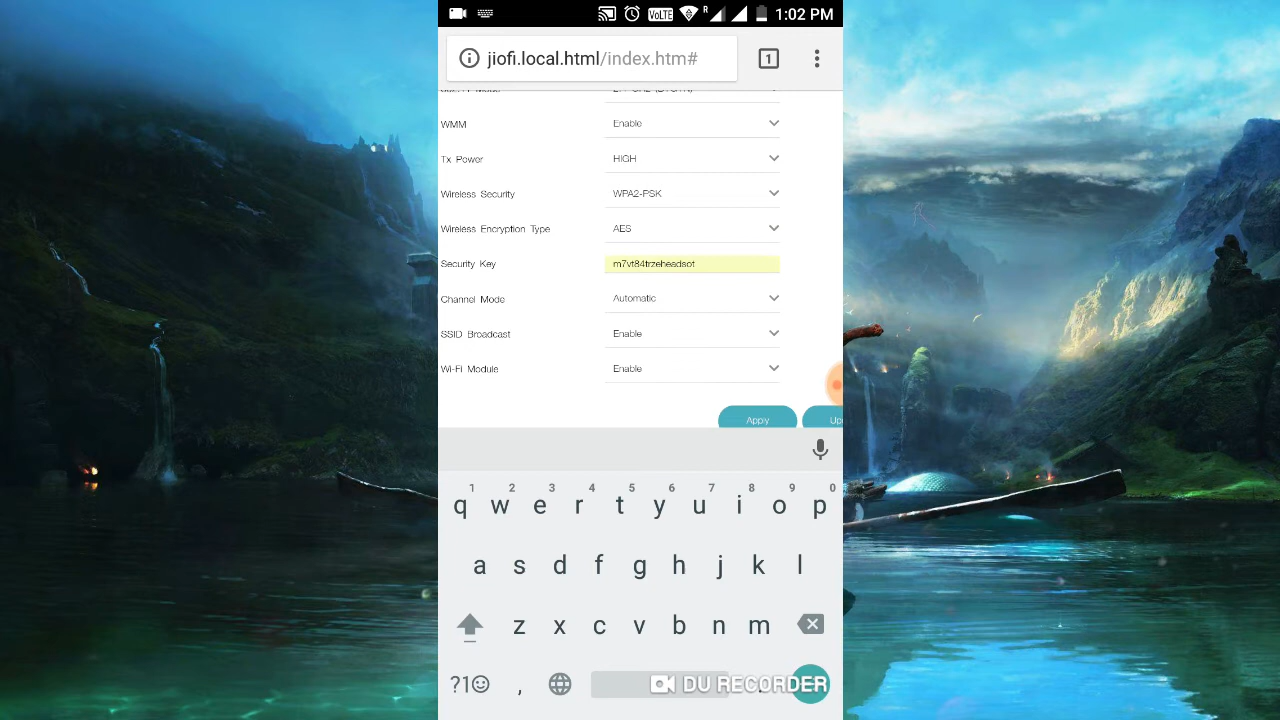 VoLTE R 1:02 PM
jiofi.local.html/index.htm# 1
WMM Enable
Tx Power HIGH
Wireless Security WPA2-PSK
Wireless Encryption Type AES
Security Key m7vt84trzeheadsot
Channel Mode Automatic
SSID Broadcast Enable
Wi-Fi Module Enable
Apply
1 2 3 4 5 6 7 8 9 0
q w e r t y u i o p
a s d f g h j k l
z x c v b n m
?1 , .
DU RECORDER